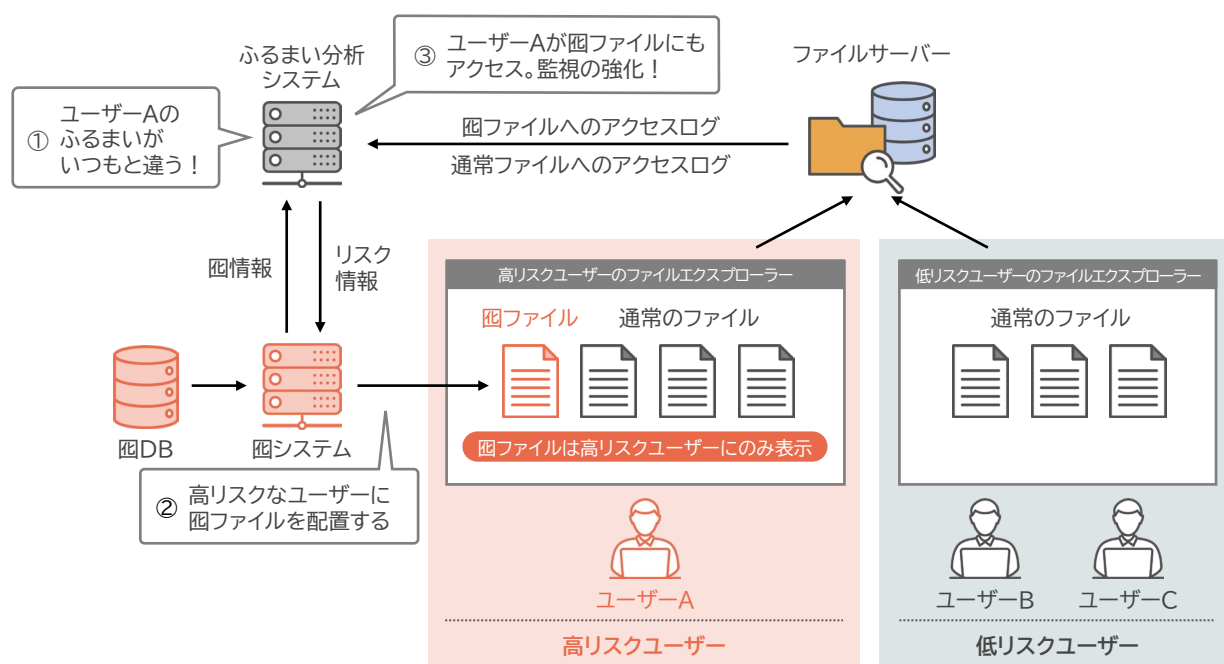 ふるまい分析
システム
③ ユーザーAが囮ファイルにも
アクセス。監視の強化！
ファイルサーバー
① ユーザーAの
ふるまいが
いつもと違う！
囮ファイルへのアクセスログ
通常ファイルへのアクセスログ
囮情報
リスク
情報
高リスクユーザーのファイルエクスプローラー
囮ファイル
通常のファイル
囮ファイルは高リスクユーザーにのみ表示
低リスクユーザーのファイルエクスプローラー
通常のファイル
囮DB
囮システム
② 高リスクなユーザーに
囮ファイルを配置する
ユーザーA
高リスクユーザー
ユーザーB
ユーザーC
低リスクユーザー